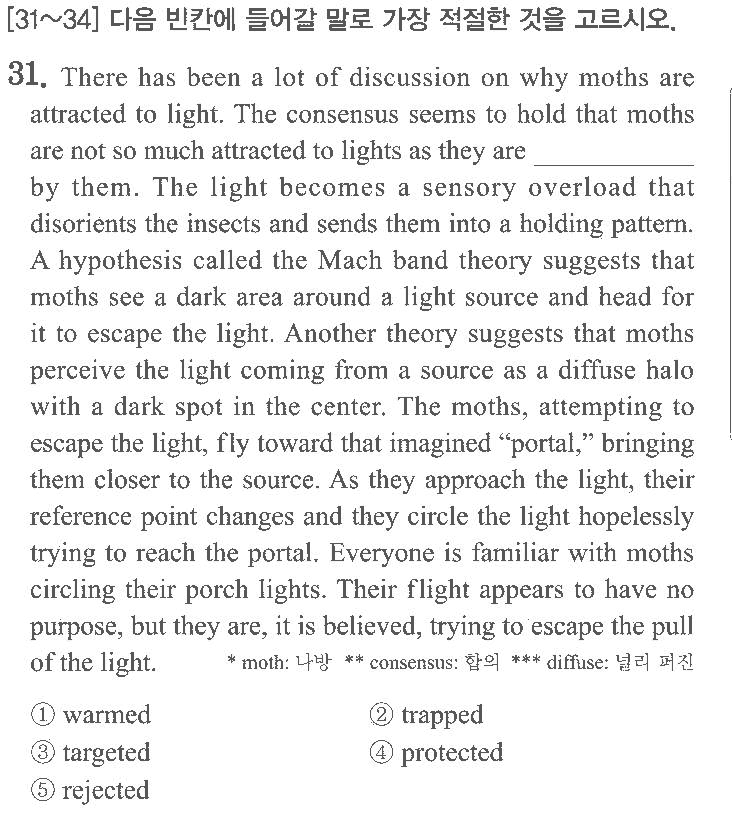 [31~34] 다음 빈칸에 들어갈 말로 가장 적절한 것을 고르시오.
31. There has been a lot of discussion on why moths are
attracted to light. The consensus seems to hold that moths
are not so much attracted to lights as they are ____________
by them. The light becomes a sensory overload that
disorients the insects and sends them into a holding pattern.
A hypothesis called the Mach band theory suggests that
moths see a dark area around a light source and head for
it to escape the light. Another theory suggests that moths
perceive the light coming from a source as a diffuse halo
with a dark spot in the center. The moths, attempting to
escape the light, fly toward that imagined “portal,” bringing
them closer to the source. As they approach the light, their
reference point changes and they circle the light hopelessly
trying to reach the portal. Everyone is familiar with moths
circling their porch lights. Their flight appears to have no
purpose, but they are, it is believed, trying to escape the pull
of the light. * moth: 나방 ** consensus: 합의 *** diffuse: 널리 퍼진
① warmed ② trapped
③ targeted ④ protected
⑤ rejected